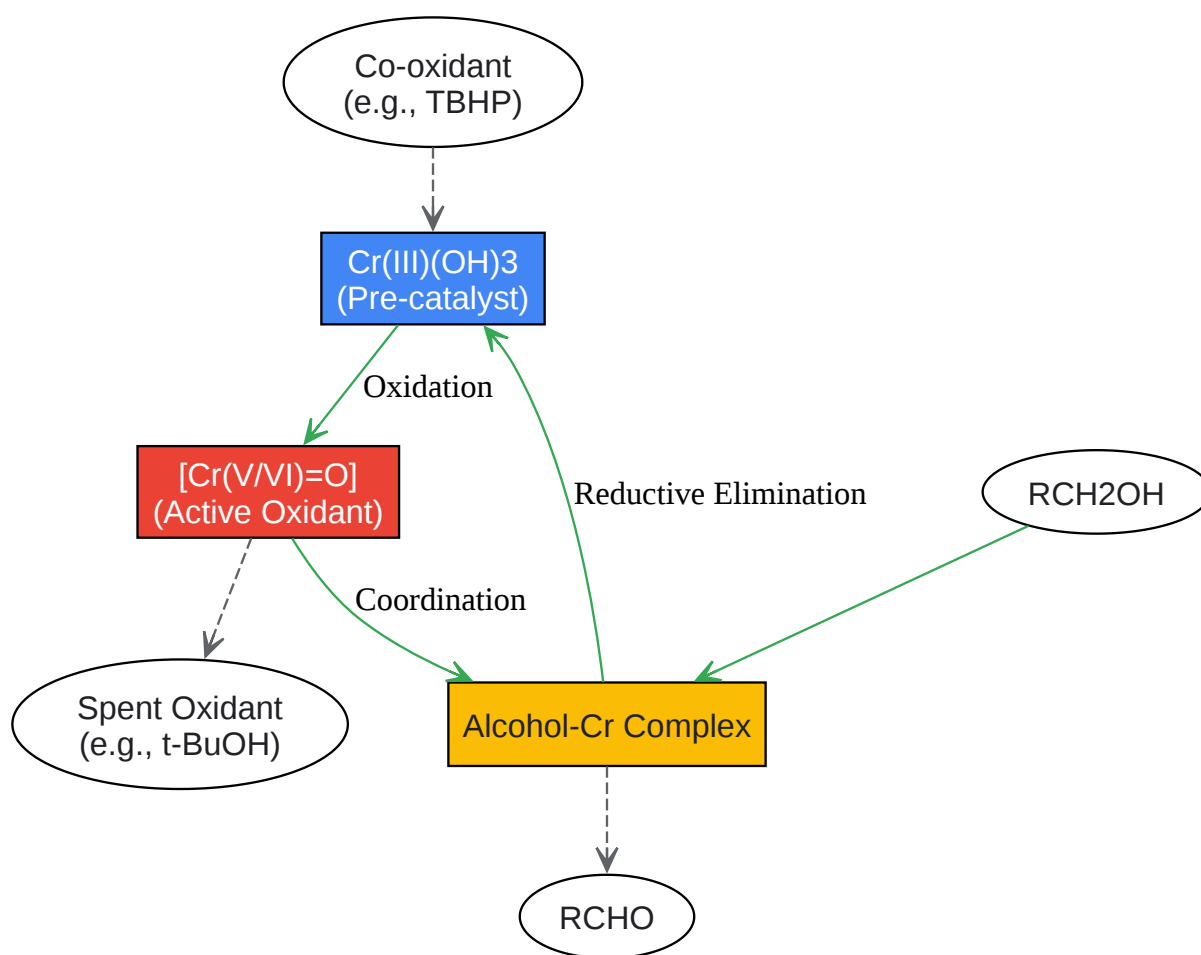 Co-oxidant
(e.g., TBHP)
Cr(III)(OH)3
(Pre-catalyst)
Oxidation
[Cr(V/VI)=O]
(Active Oxidant)
Reductive Elimination
RCH2OH
Coordination
Spent Oxidant
(e.g., t-BuOH)
Alcohol-Cr Complex
RCHO